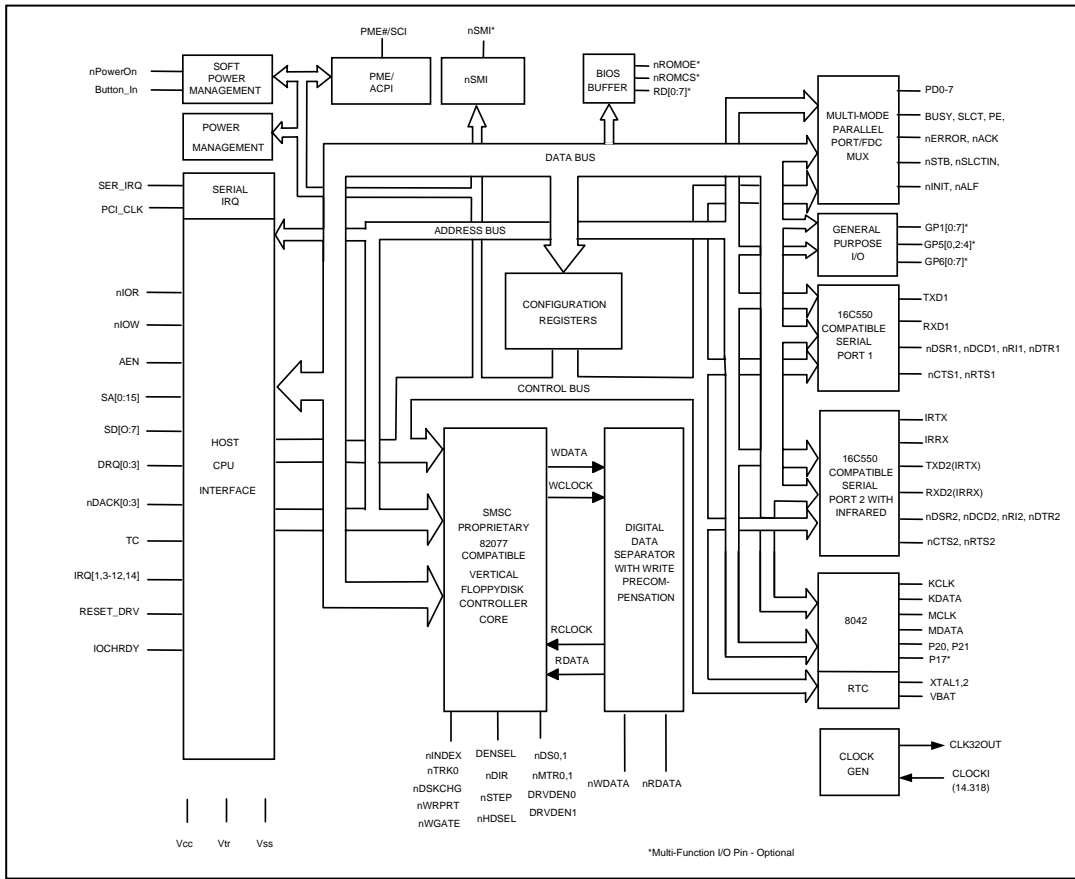 PME#/SCI
nSMI*
nPowerOn
Button_In
SOFT
POWER
MANAGEMENT
PME/
ACPI
nSMI
BIOS
BUFFER
nROMOE*
nROMCS*
RD[0:7]*
POWER
MANAGEMENT
MULTI-MODE
PARALLEL
PORT/FDC
MUX
PD0-7
BUSY, SLCT, PE,
nERROR, nACK
nSTB, nSLCTIN,
nINIT, nALF
DATA BUS
SER_IRQ
PCI_CLK
SERIAL
IRQ
ADDRESS BUS
GENERAL
PURPOSE
I/O
GP1[0:7]*
GP5[0,2:4]*
GP6[0:7]*
CONFIGURATION
REGISTERS
16C550
COMPATIBLE
SERIAL
PORT 1
TXD1
RXD1
nDSR1, nDCD1, nRI1, nDTR1
nCTS1, nRTS1
CONTROL BUS
nIOR
nIOW
AEN
SA[0:15]
SD[O:7]
DRQ[0:3]
nDACK[0:3]
TC
IRQ[1,3-12,14]
RESET_DRV
IOCHRDY
HOST
CPU
INTERFACE
SMSC
PROPRIETARY
82077
COMPATIBLE
VERTICAL
FLOPPYDISK
CONTROLLER
CORE
WDATA
WCLOCK
RCLOCK
RDATA
DIGITAL
DATA
SEPARATOR
WITH WRITE
PRECOM-
PENSATION
16C550
COMPATIBLE
SERIAL
PORT 2 WITH
INFRARED
IRTX
IRRX
TXD2(IRTX)
RXD2(IRRX)
nDSR2, nDCD2, nRI2, nDTR2
nCTS2, nRTS2
8042
KCLK
KDATA
MCLK
MDATA
P20, P21
P17*
RTC
XTAL1,2
VBAT
CLOCK
GEN
CLK32OUT
CLOCKI
(14.318)
nINDEX
nTRK0
nDSKCHG
nWRPRT
nWGATE
DENSEL
nDIR
nSTEP
nHDSEL
nDS0,1
nMTR0,1
DRVDEN0
DRVDEN1
nWDATA
nRDATA
Vcc
Vtr
Vss
*Multi-Function I/O Pin - Optional